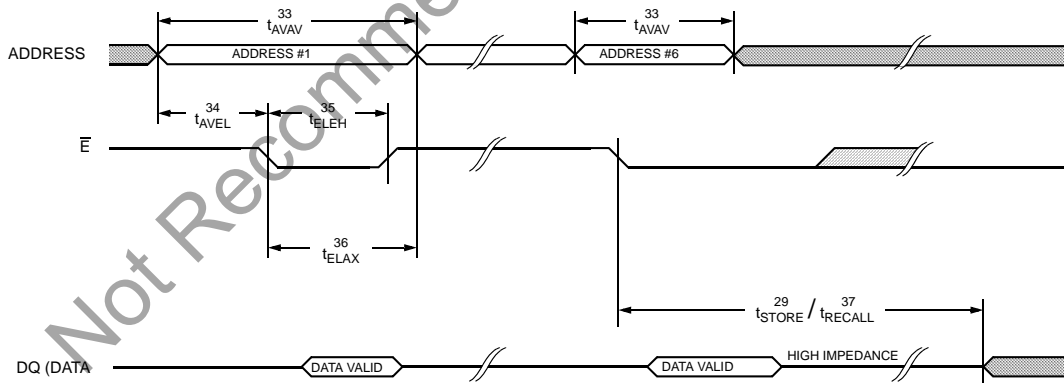 33
tAVAV
33
tAVAV
ADDRESS
ADDRESS #1
ADDRESS #6
34
tAVEL
35
tELEH
E
36
tELAX
29 37
tSTORE / tRECALL
DQ (DATA
DATA VALID
DATA VALID
HIGH IMPEDANCE
Not Recomme